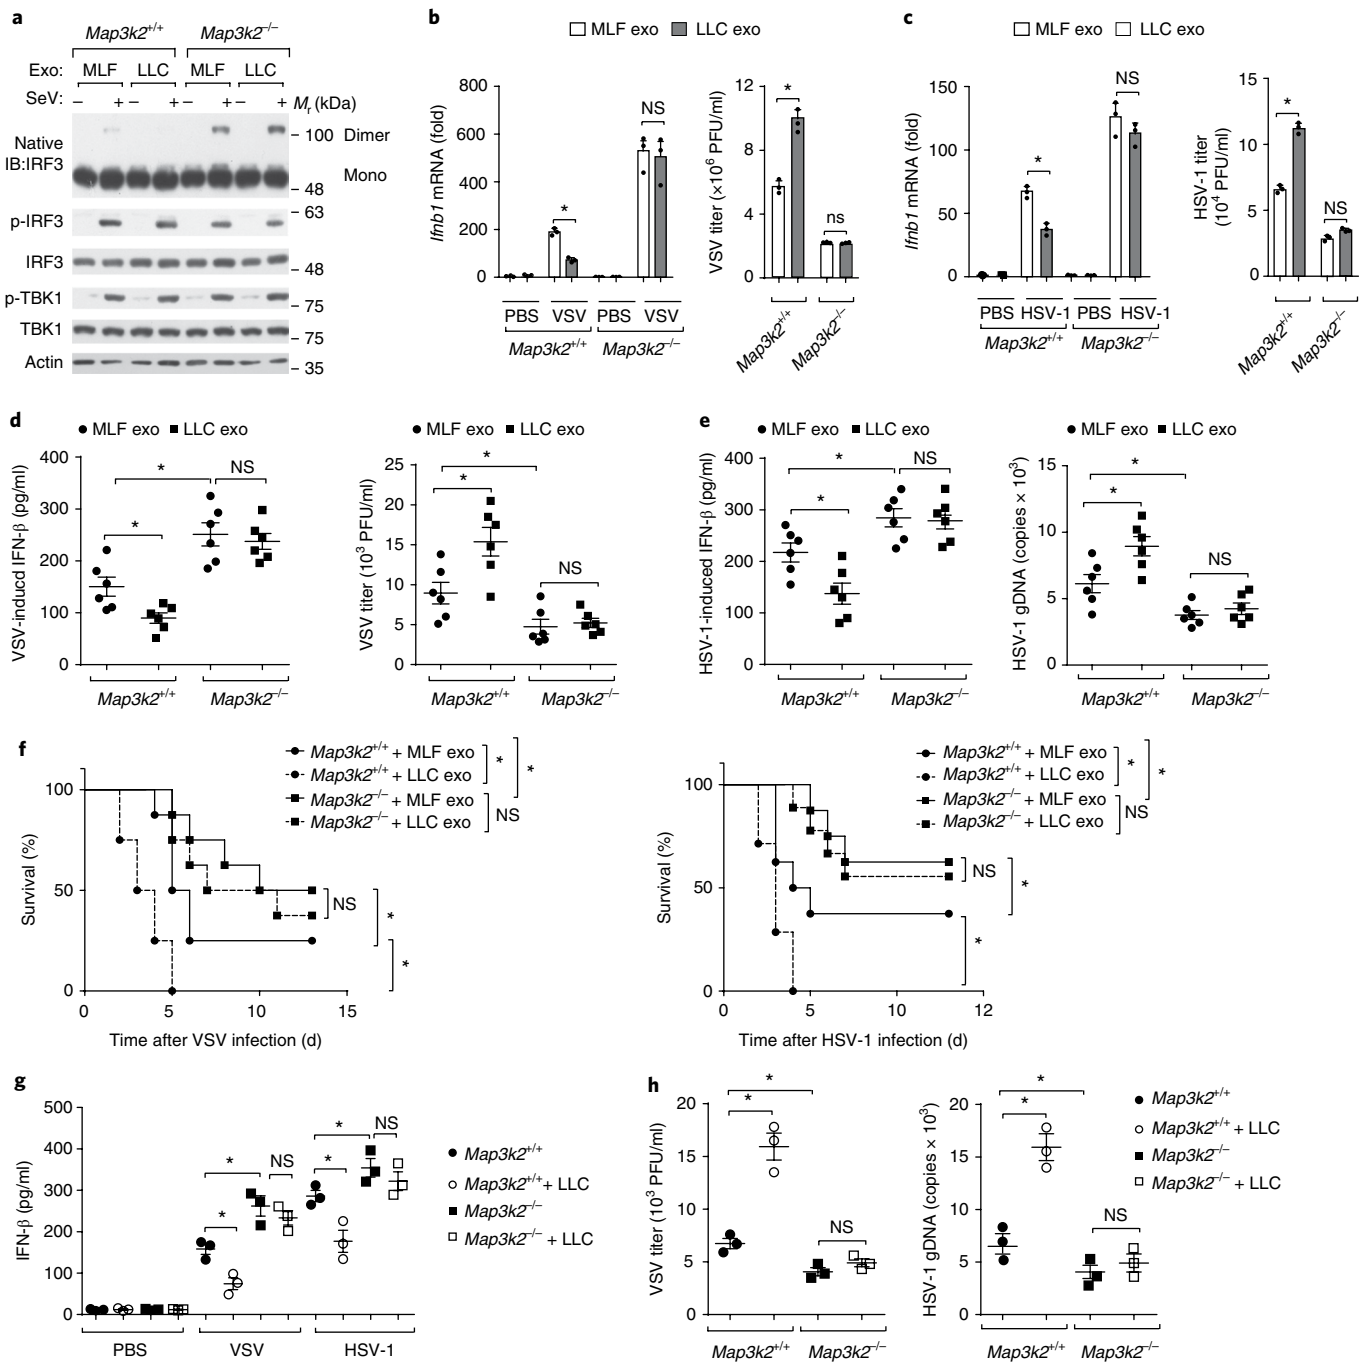 a
Map3k2+/+ Map3k2–/–
Exo: MLF LLC MLF LLC
SeV: – + – + – + – + Mr (kDa)
Native
IB:IRF3
– 100 Dimer
Mono
– 48
p-IRF3
– 63
IRF3
– 48
p-TBK1
– 75
TBK1
– 75
Actin
– 35
b
MLF exo LLC exo
Ifnb1 mRNA (fold)
800
600
400
200
0
*
NS
PBS VSV PBS VSV
Map3k2+/+ Map3k2–/–
VSV titer (×10⁶ PFU/ml)
12
8
4
0
*
ns
Map3k2+/+
Map3k2–/–
c
MLF exo LLC exo
Ifnb1 mRNA (fold)
150
100
50
0
*
NS
PBS HSV-1 PBS HSV-1
Map3k2+/+ Map3k2–/–
HSV-1 titer
(10⁴ PFU/ml)
15
10
5
0
*
NS
Map3k2+/+
Map3k2–/–
d
MLF exo LLC exo
VSV-induced IFN-β (pg/ml)
400
300
200
100
0
* NS
*
Map3k2+/+ Map3k2–/–
MLF exo LLC exo
VSV titer (10³ PFU/ml)
25
20
15
10
5
0
*
*
NS
Map3k2+/+ Map3k2–/–
e
MLF exo LLC exo
HSV-1-induced IFN-β (pg/ml)
400
300
200
100
0
* NS
*
Map3k2+/+ Map3k2–/–
MLF exo LLC exo
HSV-1 gDNA (copies × 10³)
15
10
5
0
*
*
NS
Map3k2+/+ Map3k2–/–
f
Map3k2+/+ + MLF exo
Map3k2+/+ + LLC exo
Map3k2–/– + MLF exo
Map3k2–/– + LLC exo
*
*
NS
Survival (%)
100
50
0
NS
*
*
0 5 10 15
Time after VSV infection (d)
Map3k2+/+ + MLF exo
Map3k2+/+ + LLC exo
Map3k2–/– + MLF exo
Map3k2–/– + LLC exo
*
*
NS
Survival (%)
100
50
0
NS
*
*
0 5 10 12
Time after HSV-1 infection (d)
g
IFN-β (pg/ml)
500
400
300
200
100
0
* NS
*
* NS
*
PBS VSV HSV-1
Map3k2+/+
Map3k2+/+ + LLC
Map3k2–/–
Map3k2–/– + LLC
h
VSV titer (10³ PFU/ml)
20
15
10
5
0
*
*
NS
Map3k2+/+ Map3k2–/–
HSV-1 gDNA (copies × 10³)
20
15
10
5
0
*
*
NS
Map3k2+/+ Map3k2–/–
Map3k2+/+
Map3k2+/+ + LLC
Map3k2–/–
Map3k2–/– + LLC